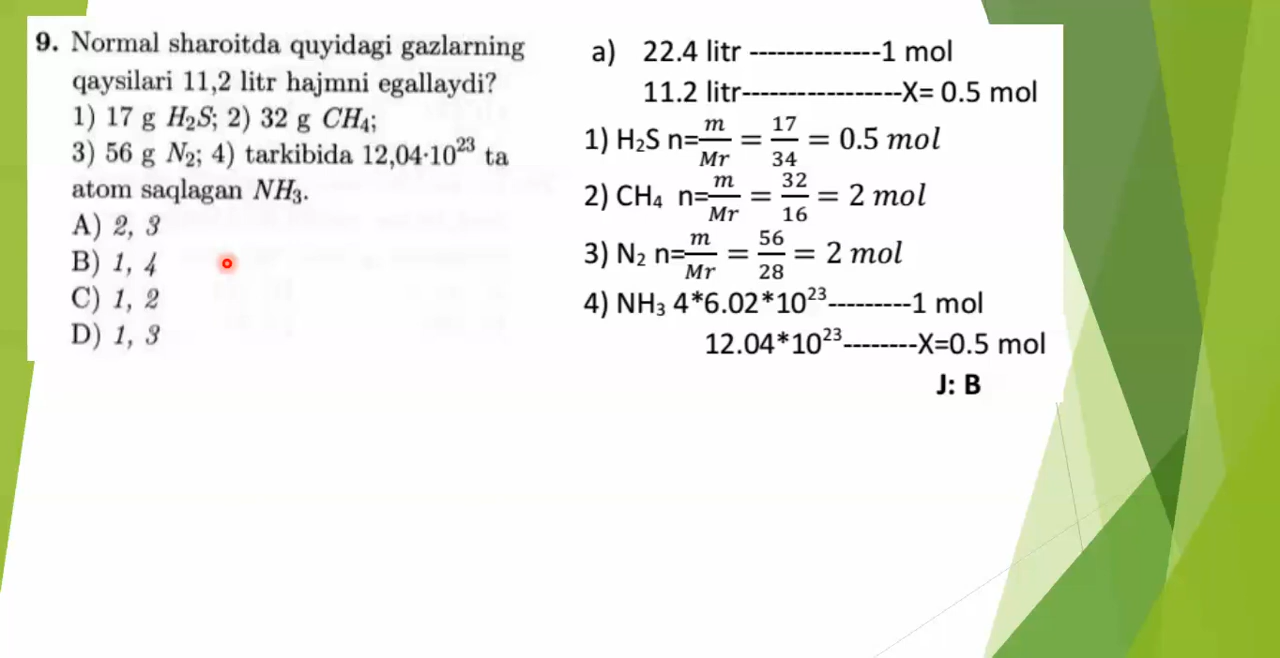 9. Normal sharoitda quyidagi gazlarning
qaysilari 11,2 litr hajmni egallaydi?
1) 17 g H₂S; 2) 32 g CH₄;
3) 56 g N₂; 4) tarkibida 12,04·10²³ ta
atom saqlagan NH₃.
A) 2, 3
B) 1, 4
C) 1, 2
D) 1, 3
a) 22.4 litr --------------1 mol
11.2 litr-----------------X= 0.5 mol
1) H₂S n=m/Mr = 17/34 = 0.5 mol
2) CH₄ n=m/Mr = 32/16 = 2 mol
3) N₂ n=m/Mr = 56/28 = 2 mol
4) NH₃ 4*6.02*10²³---------1 mol
12.04*10²³--------X=0.5 mol
J: B